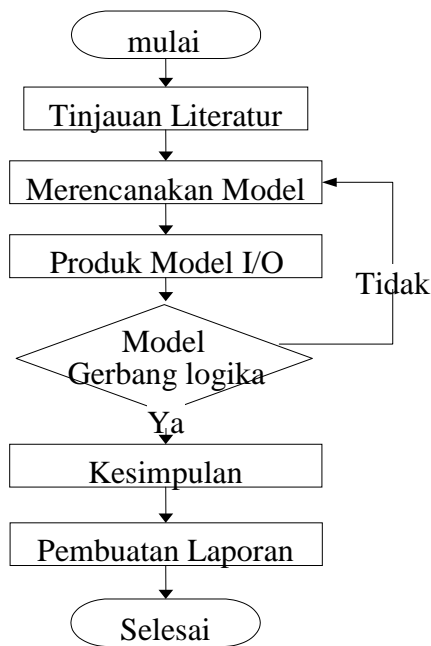 mulai
Tinjauan Literatur
Merencanakan Model
Produk Model I/O
Tidak
Model
Gerbang logika
Ya
Kesimpulan
Pembuatan Laporan
Selesai